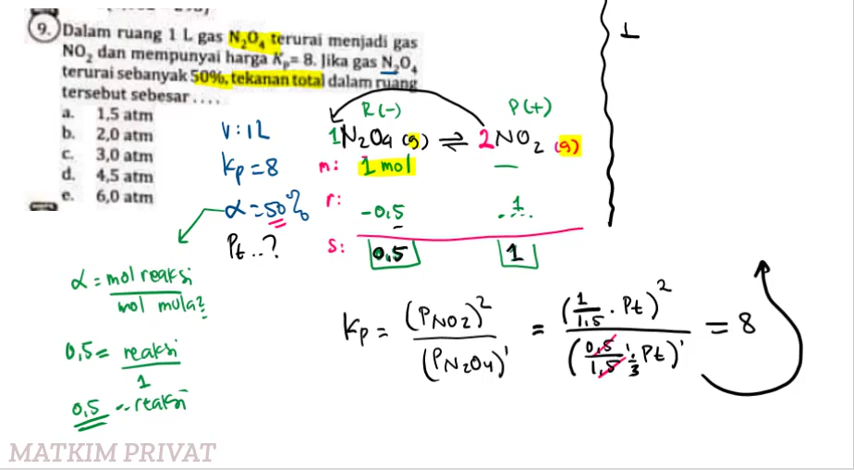 9. Dalam ruang 1 L gas N₂O₄ terurai menjadi gas
NO₂ dan mempunyai harga Kₚ= 8. Jika gas N₂O₄
terurai sebanyak 50%, tekanan total dalam ruang
tersebut sebesar . . . .
a. 1,5 atm
b. 2,0 atm
c. 3,0 atm
d. 4,5 atm
e. 6,0 atm
V : 1L
Kp = 8
α = 50%
Pt ..?
R (-) P (+)
1N₂O₄ (g) ⇌ 2NO₂ (g)
m: 1 mol —
r: -0,5 1
s: 0,5 1
α = mol reaksi
mol mula²
0,5 = reaksi
1
0,5 reaksi
Kp = (PNO₂)² / (PN₂O₄)¹ = (1/1,5 . Pt)² / (0,5/1,5 1/3 Pt)¹ = 8
MATKIM PRIVAT